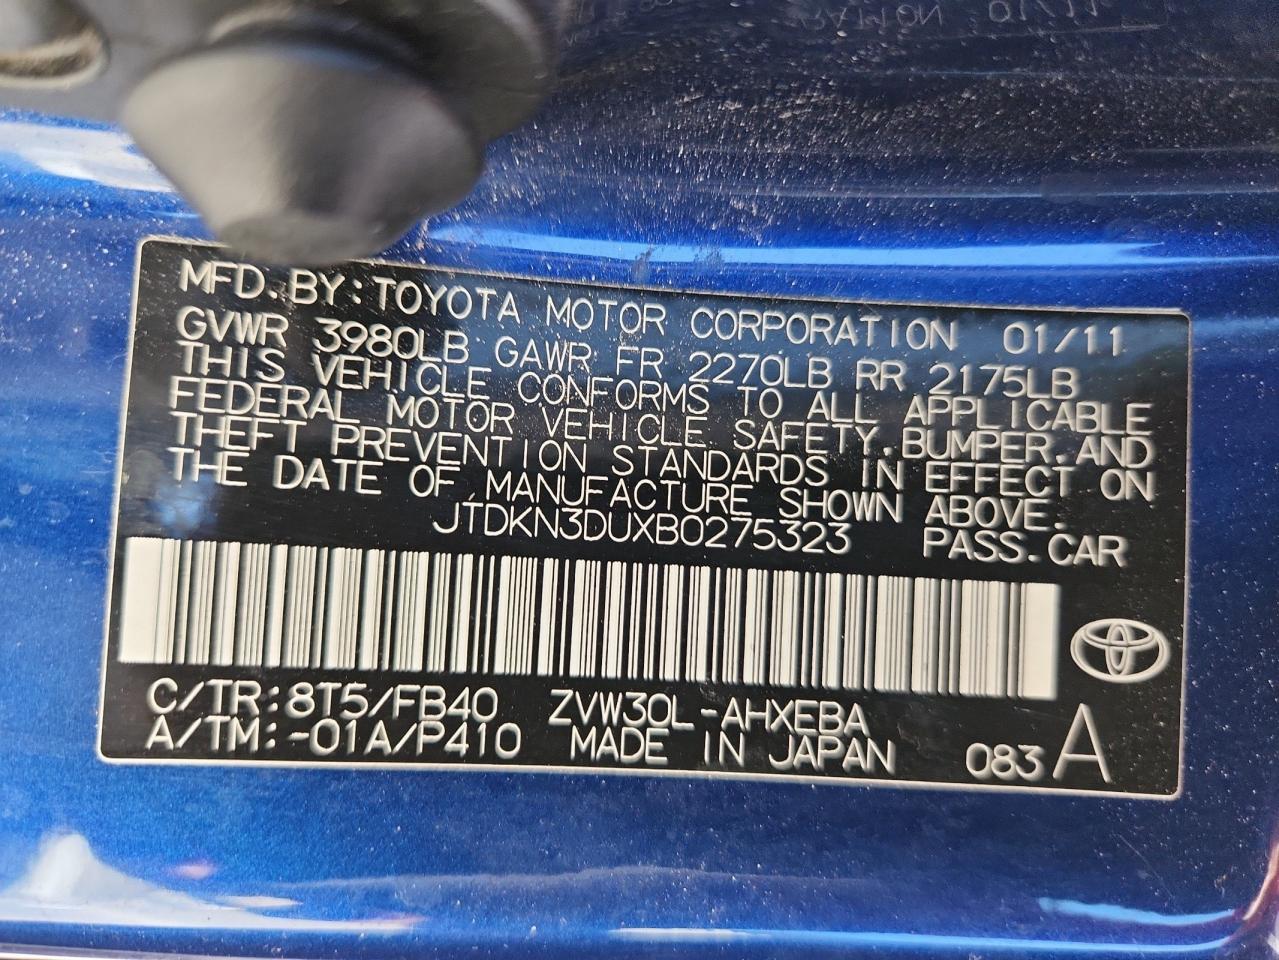 MFD.BY:TOYOTA MOTOR CORPORATION 01/11
GVWR 3980LB GAWR FR 2270LB RR 2175LB
THIS VEHICLE CONFORMS TO ALL APPLICABLE
FEDERAL MOTOR VEHICLE SAFETY,BUMPER,AND
THEFT PREVENTION STANDARDS IN EFFECT ON
THE DATE OF MANUFACTURE SHOWN ABOVE.
JTDKN3DUXB0275323 PASS.CAR
C/TR:8T5/FB40 ZVW30L-AHXEBA
A/TM:-01A/P410 MADE IN JAPAN 083 A